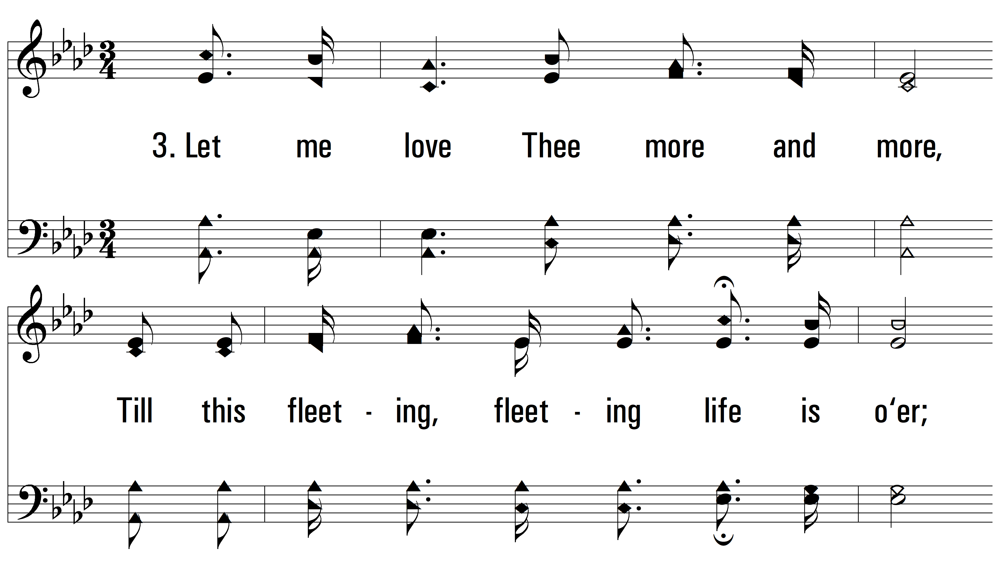 3. Let me love Thee more and more,
Till this fleet - ing, fleet - ing life is o‘er;